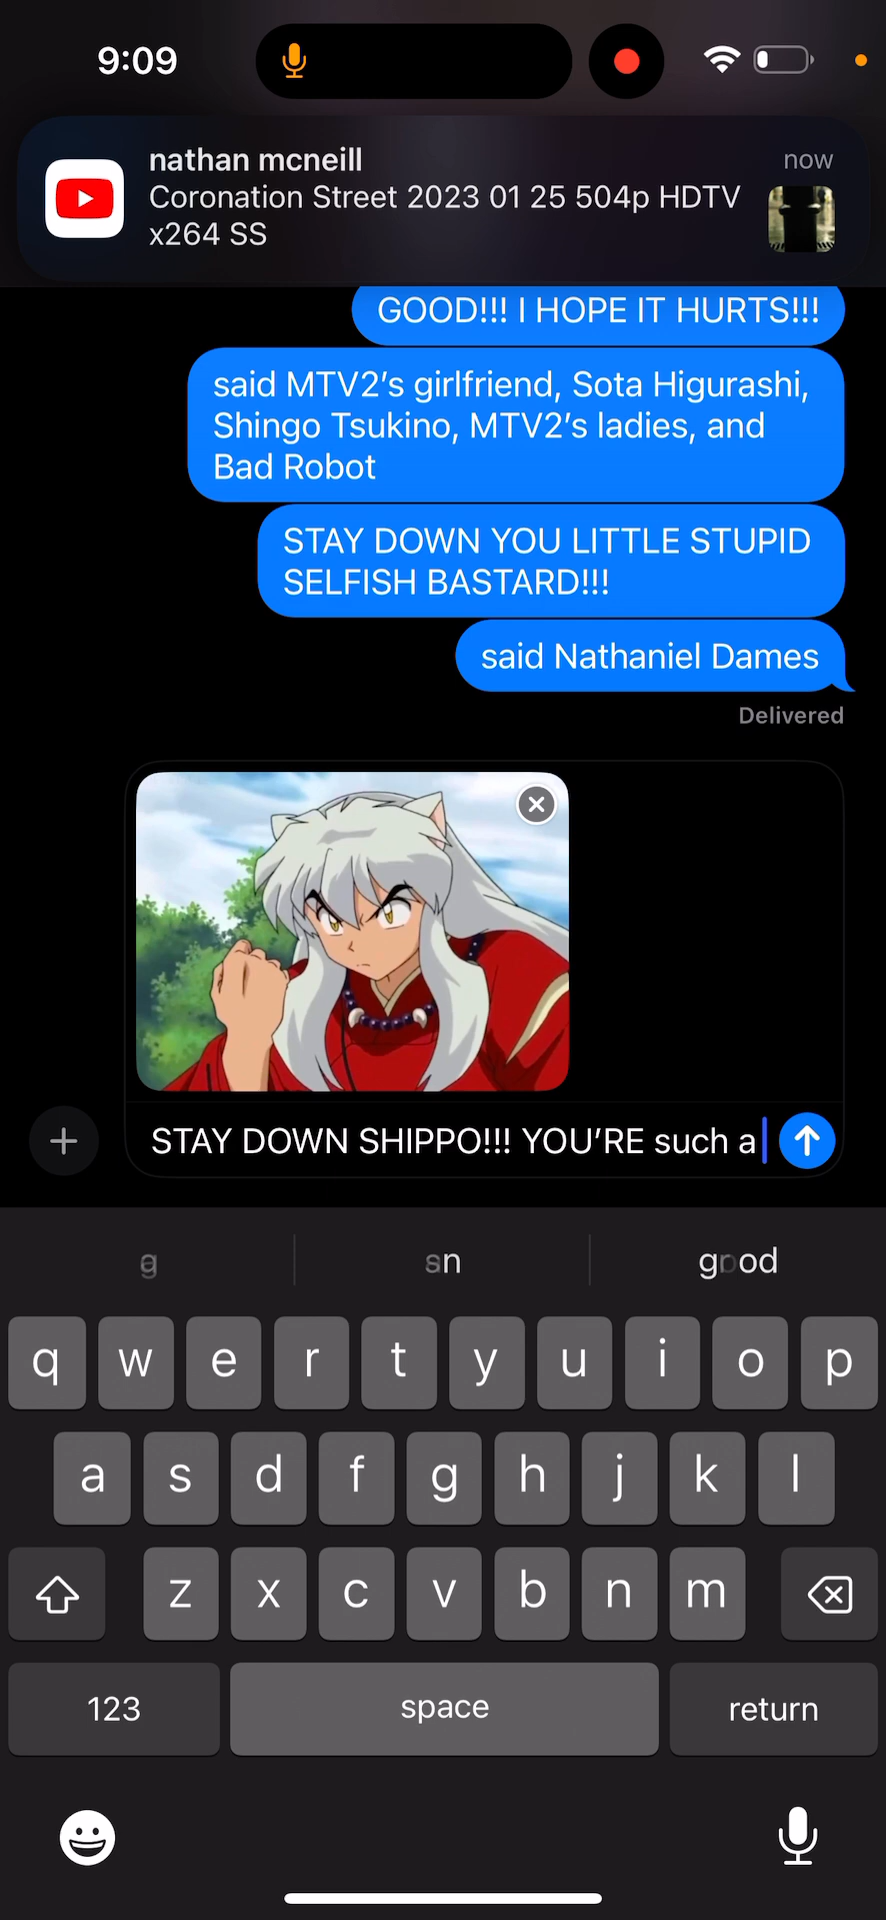 9:09
nathan mcneill
now
Coronation Street 2023 01 25 504p HDTV
x264 SS
GOOD!!! I HOPE IT HURTS!!!
said MTV2’s girlfriend, Sota Higurashi,
Shingo Tsukino, MTV2’s ladies, and
Bad Robot
STAY DOWN YOU LITTLE STUPID
SELFISH BASTARD!!!
said Nathaniel Dames
Delivered
STAY DOWN SHIPPO!!! YOU’RE such a
q w e r t y u i o p
a s d f g h j k l
z x c v b n m
123 space return